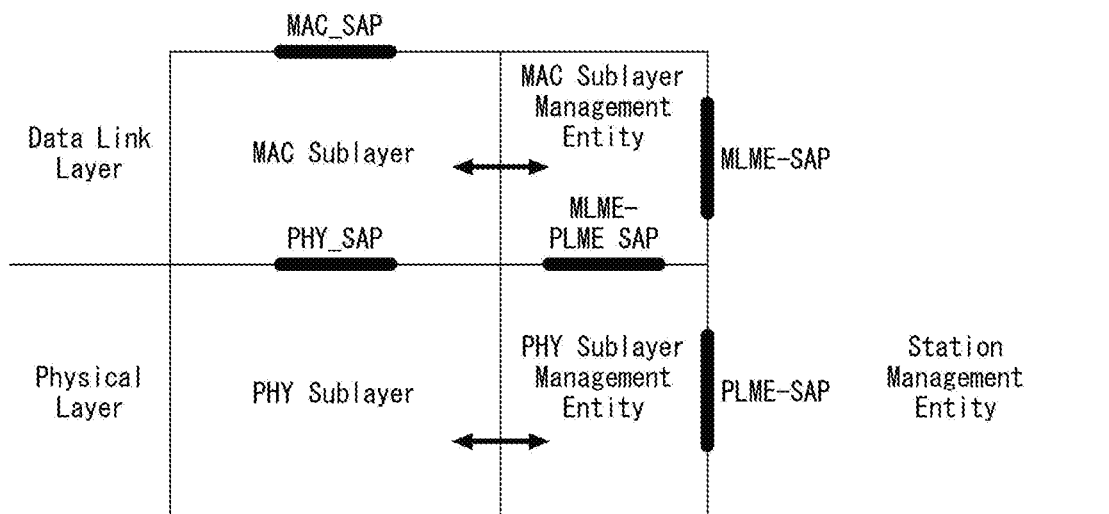 MAC_SAP
Data Link
Layer
MAC Sublayer
MAC Sublayer
Management
Entity
MLME-SAP
PHY_SAP
MLME-
PLME SAP
Physical
Layer
PHY Sublayer
PHY Sublayer
Management
Entity
PLME-SAP
Station
Management
Entity